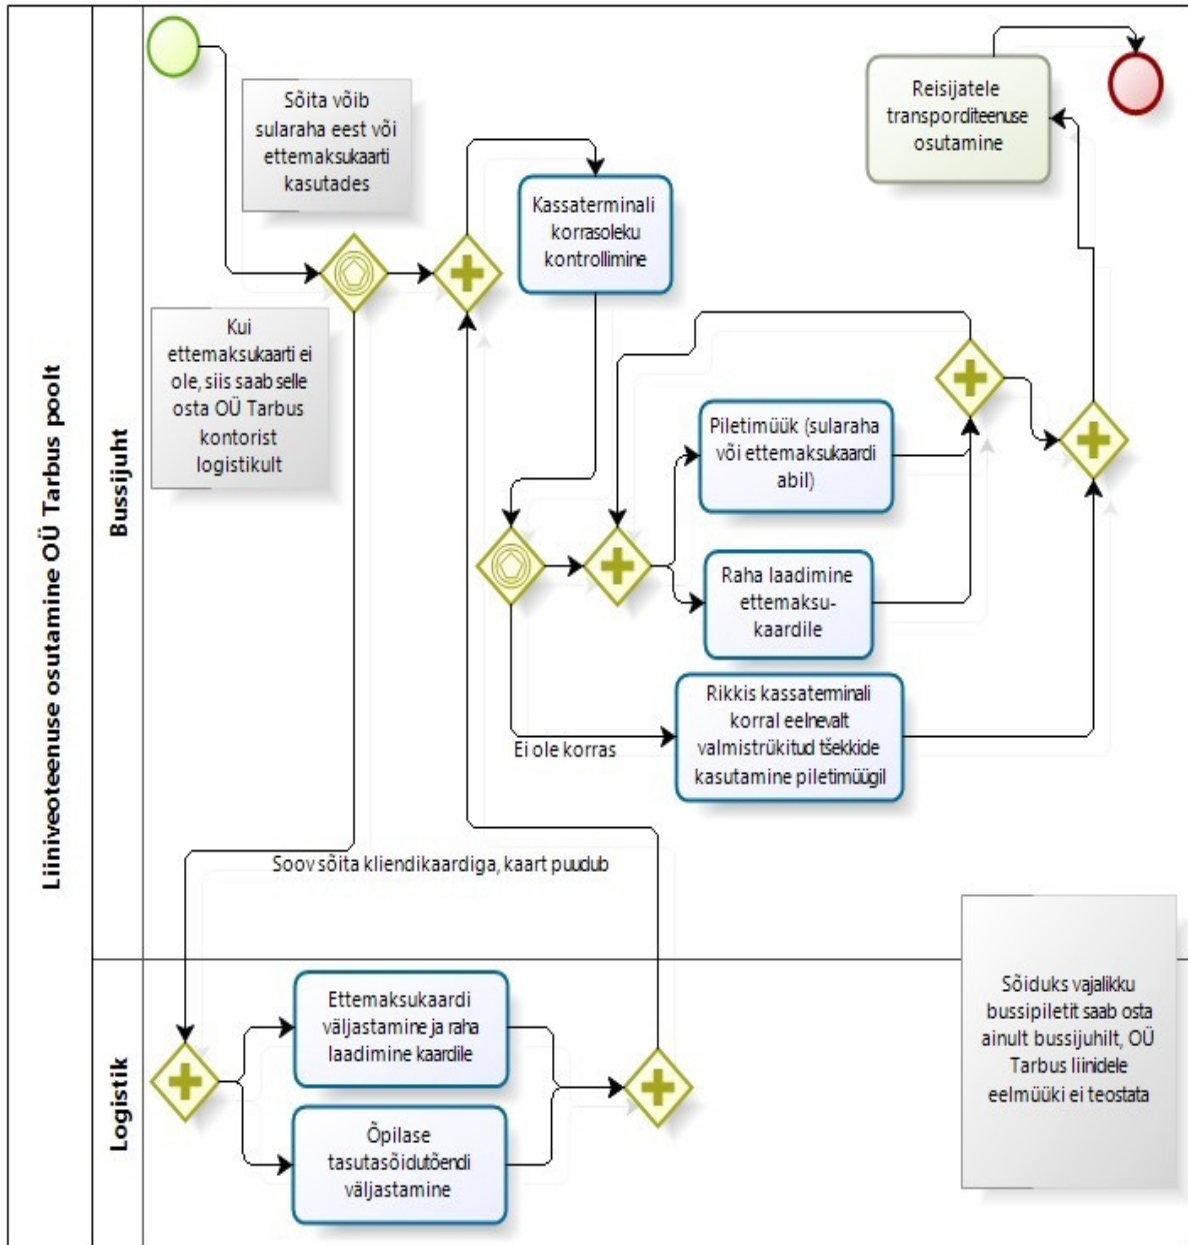 Liiniveoteenuse osutamine OÜ Tarbus poolt
Bussijuht
Sõita võib
sularaha eest või
ettemaksukaarti
kasutades
Reisijatele
transporditeenuse
osutamine
Kassaterminali
korrasoleku
kontrollimine
Kui
ettemaksukaarti ei
ole, siis saab selle
osta OÜ Tarbus
kontorist
logistikult
Piletimüük (sularaha
või ettemaksukaardi
abil)
Raha laadimine
ettemaksu-
kaardile
Rikkis kassaterminali
korral eelnevalt
valmistrükitud tšekkide
kasutamine piletimüügil
Ei ole korras
Soov sõita kliendikaardiga, kaart puudub
Logistik
Ettemaksukaardi
väljastamine ja raha
laadimine kaardile
Õpilase
tasutasõidutõendi
väljastamine
Sõiduks vajalikku
bussipiletit saab osta
ainult bussijuhilt, OÜ
Tarbus liinidele
eelmüüki ei teostata